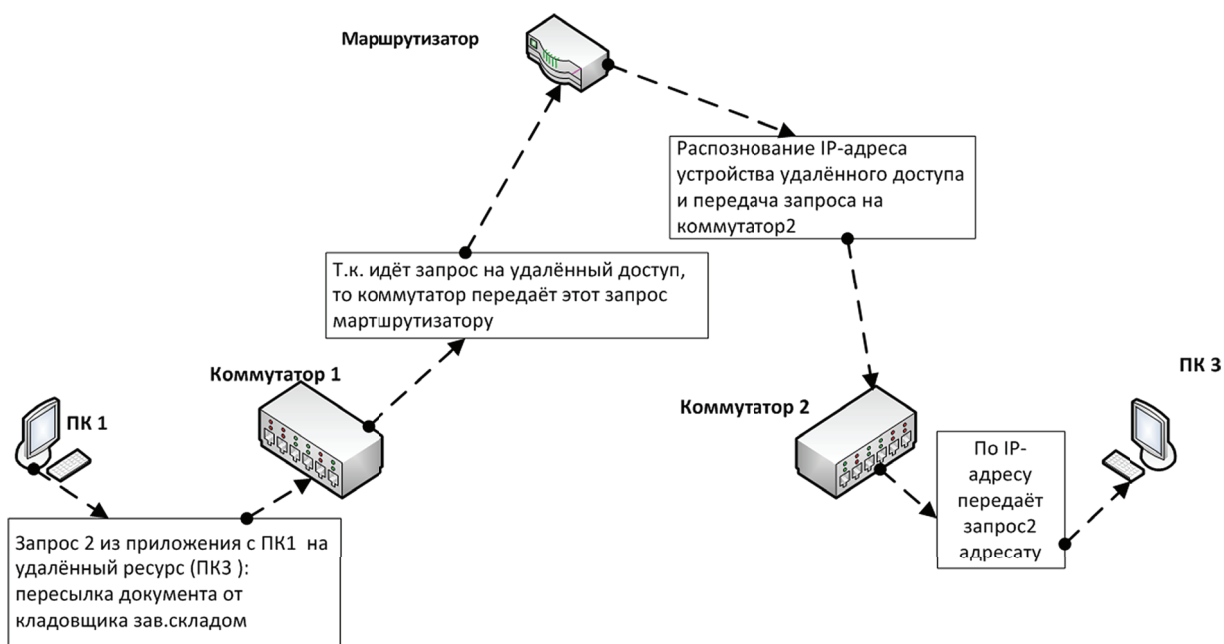 Маршрутизатор
Распознование IP-адреса
устройства удалённого доступа
и передача запроса на
коммутатор2
Т.к. идёт запрос на удалённый доступ,
то коммутатор передаёт этот запрос
мартшрутизатору
Коммутатор 1
ПК 1
Запрос 2 из приложения с ПК1 на
удалённый ресурс (ПК3 ):
пересылка документа от
кладовщика зав.складом
Коммутатор 2
По IP-
адресу
передаёт
запрос2
адресату
ПК 3